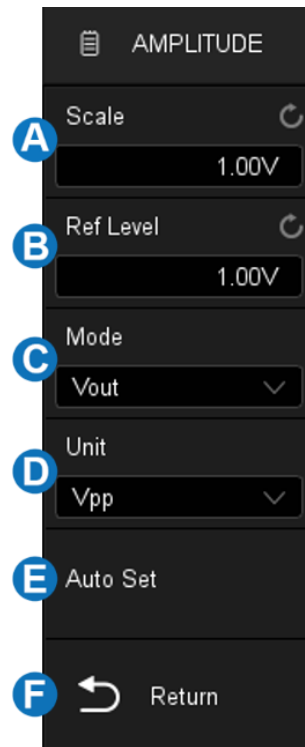 AMPLITUDE
A
Scale
1.00V
B
Ref Level
1.00V
C
Mode
Vout
D
Unit
Vpp
E
Auto Set
F
Return